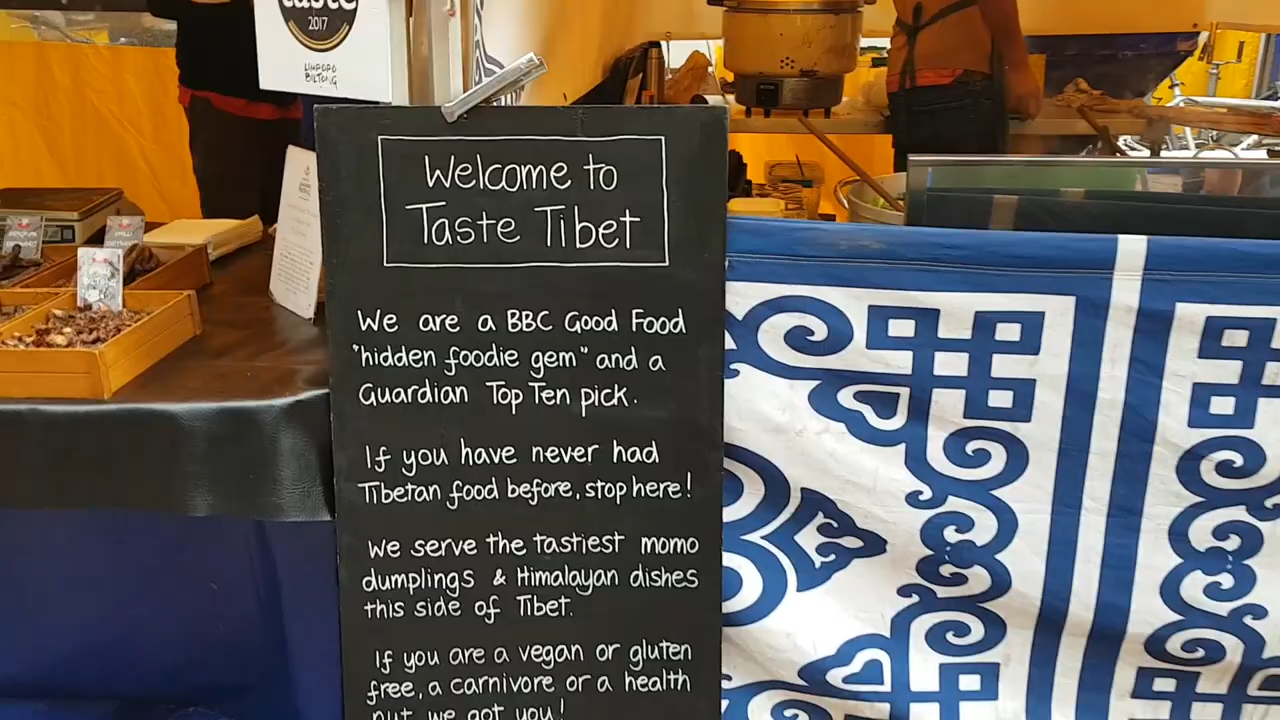 taste
2017
LIMPOPO
BILTONG
Welcome to
Taste Tibet
We are a BBC Good Food
"hidden foodie gem" and a
Guardian Top Ten pick.
If you have never had
Tibetan food before, stop here!
We serve the tastiest momo
dumplings & Himalayan dishes
this side of Tibet.
If you are a vegan or gluten
free, a carnivore or a health
nut, we got you!